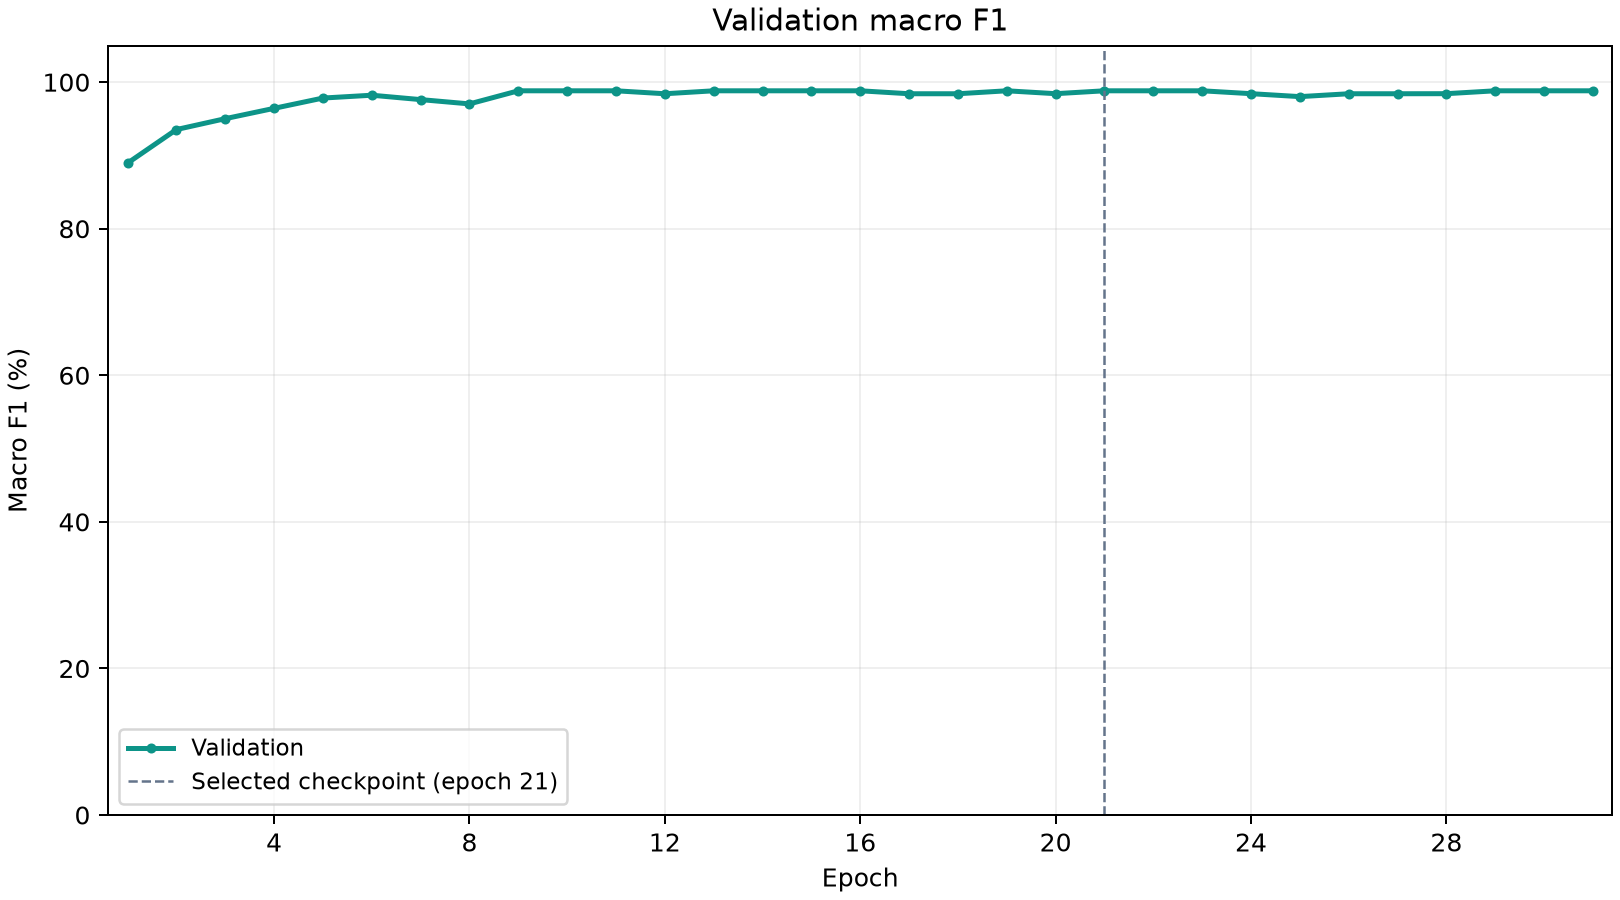 Validation macro F1
100
80
60
40
20
0
Macro F1 (%)
Validation
Selected checkpoint (epoch 21)
4 8 12 16 20 24 28
Epoch